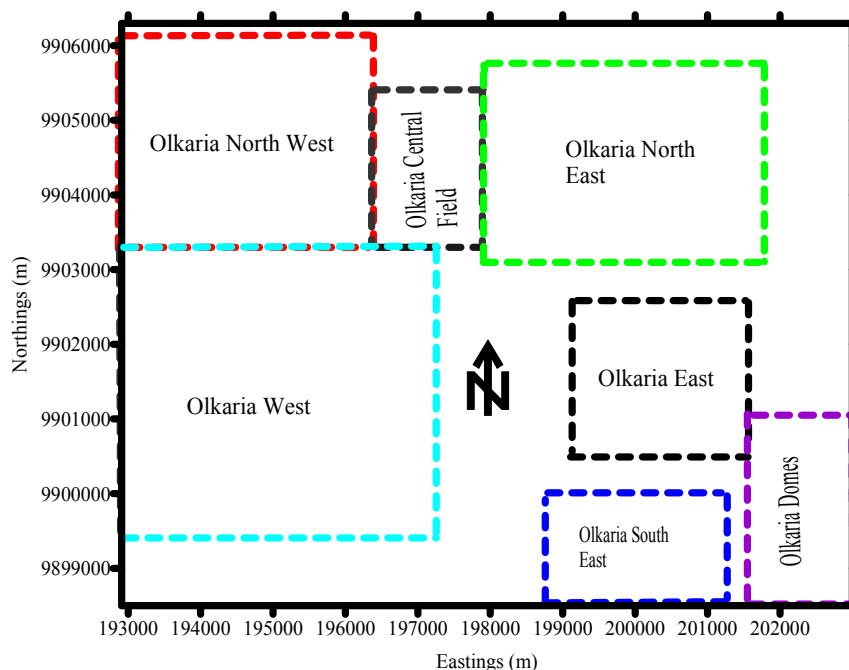 9906000
9905000
9904000
9903000
9902000
9901000
9900000
9899000
Northings (m)
Olkaria North West
Olkaria Central
Field
Olkaria North
East
Olkaria West
N
Olkaria East
Olkaria South
East
Olkaria Domes
193000 194000 195000 196000 197000 198000 199000 200000 201000 202000
Eastings (m)